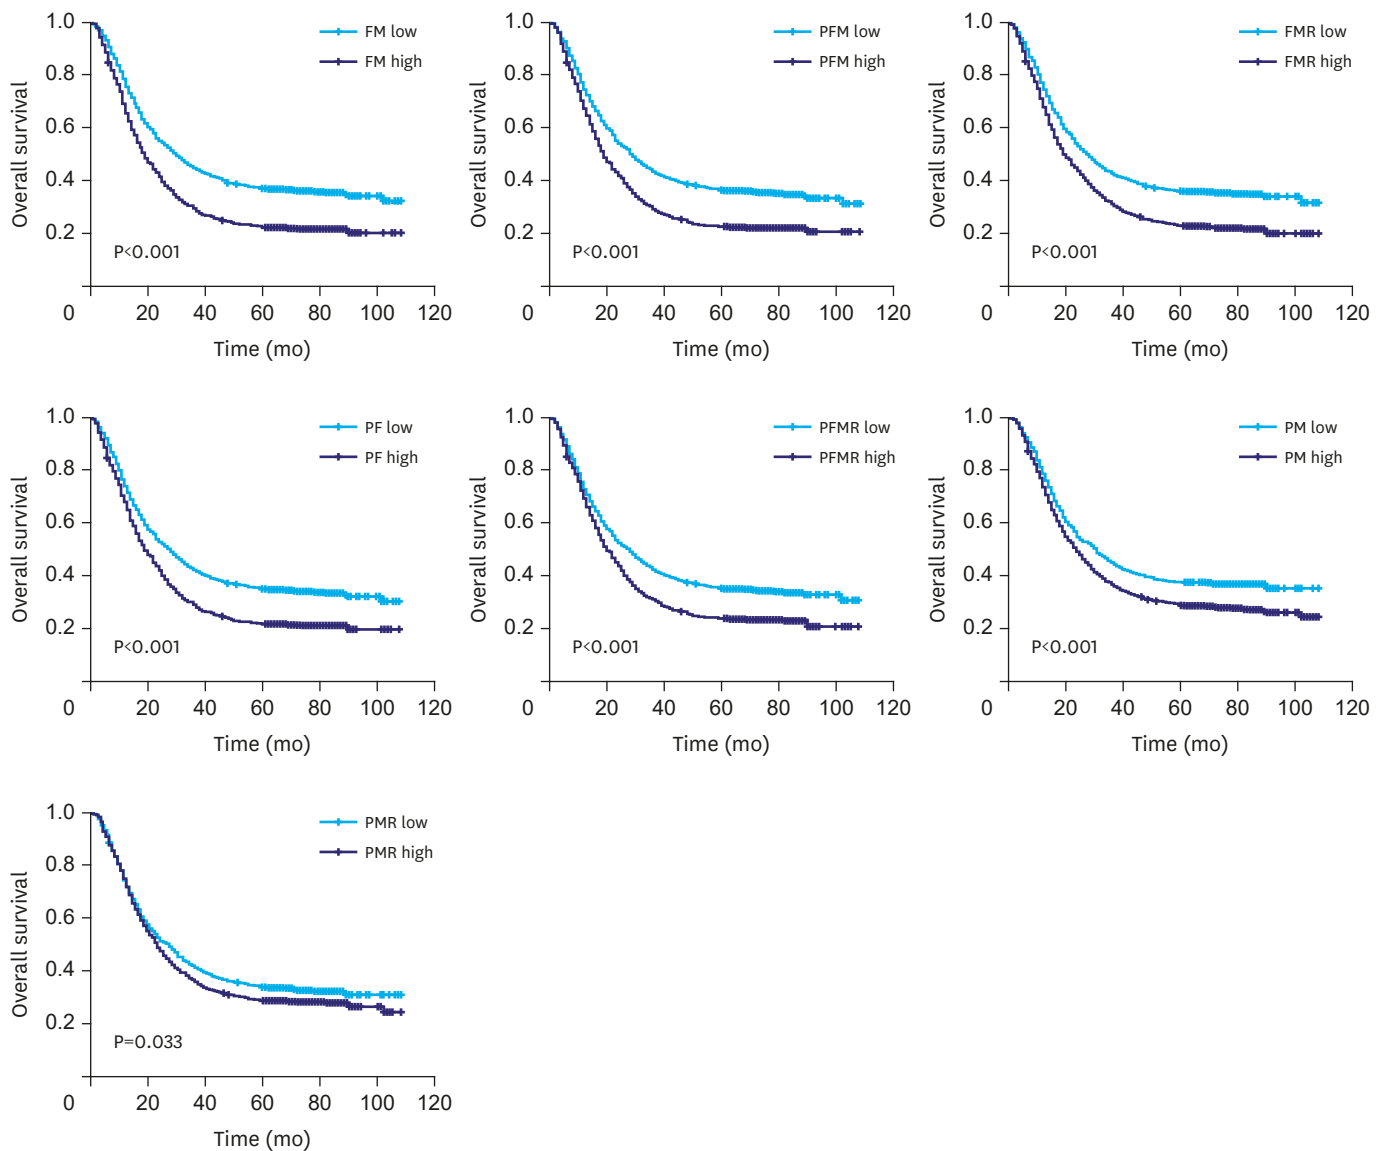 1.0
0.8
0.6
0.4
0.2
0
20
40
60
80
100
120
Overall survival
Time (mo)
FM low
FM high
P<0.001
1.0
0.8
0.6
0.4
0.2
0
20
40
60
80
100
120
Overall survival
Time (mo)
PFM low
PFM high
P<0.001
1.0
0.8
0.6
0.4
0.2
0
20
40
60
80
100
120
Overall survival
Time (mo)
FMR low
FMR high
P<0.001
1.0
0.8
0.6
0.4
0.2
0
20
40
60
80
100
120
Overall survival
Time (mo)
PF low
PF high
P<0.001
1.0
0.8
0.6
0.4
0.2
0
20
40
60
80
100
120
Overall survival
Time (mo)
PFMR low
PFMR high
P<0.001
1.0
0.8
0.6
0.4
0.2
0
20
40
60
80
100
120
Overall survival
Time (mo)
PM low
PM high
P<0.001
1.0
0.8
0.6
0.4
0.2
0
20
40
60
80
100
120
Overall survival
Time (mo)
PMR low
PMR high
P=0.033